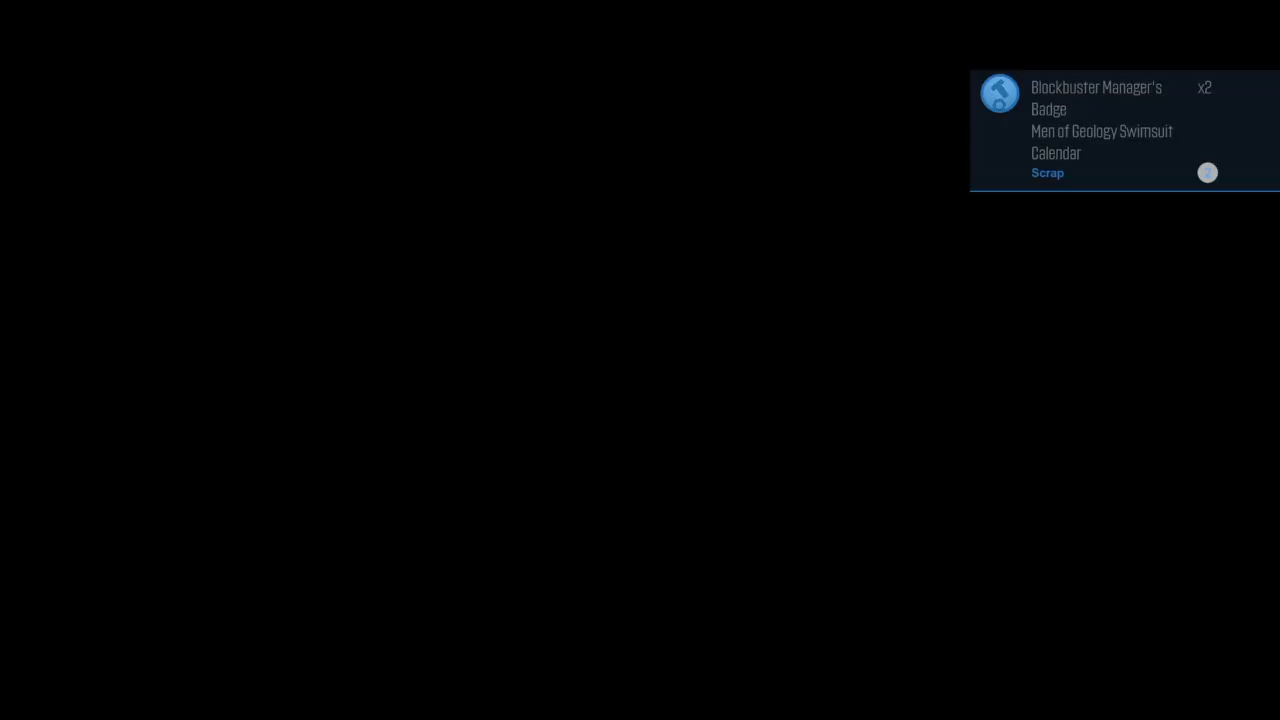 Blockbuster Manager's x2
Badge
Men of Geology Swimsuit
Calendar
Scrap